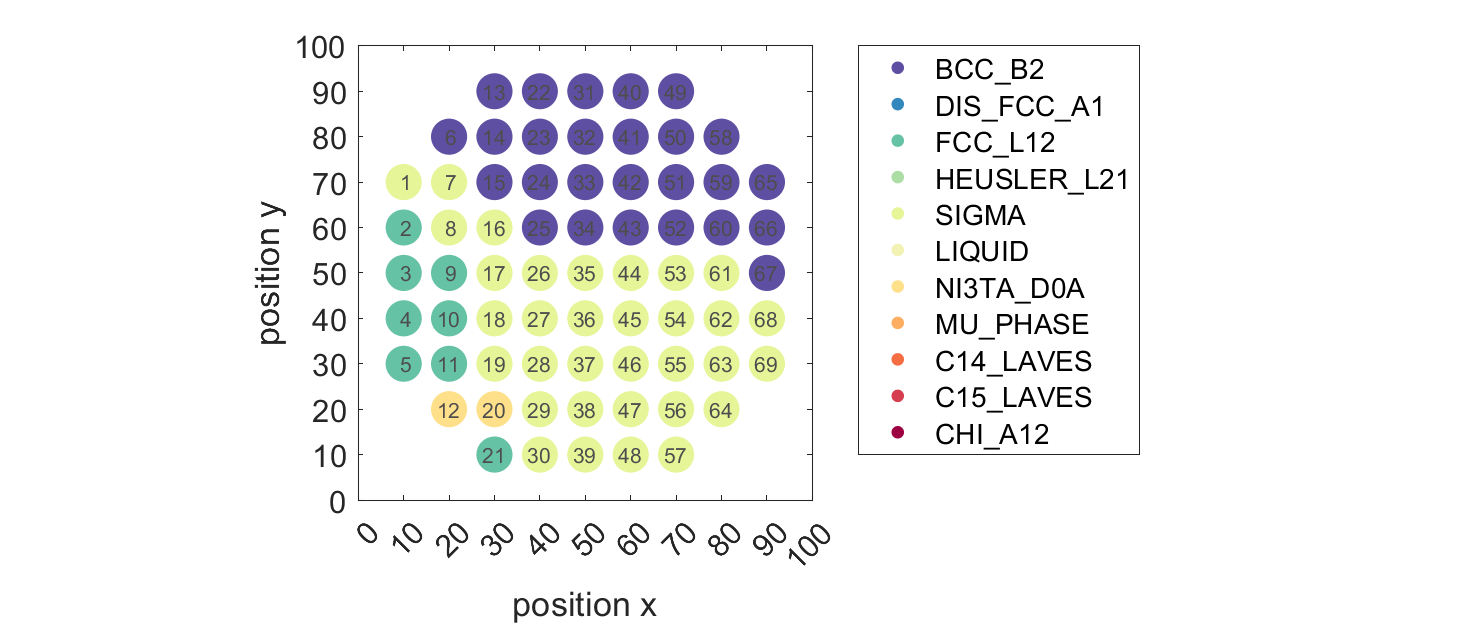 100
90
80
70
60
50
40
30
20
10
0
position y
13 22 31 40 49
6 14 23 32 41 50 58
1 7 15 24 33 42 51 59 65
2 8 16 25 34 43 52 60 66
3 9 17 26 35 44 53 61 67
4 10 18 27 36 45 54 62 68
5 11 19 28 37 46 55 63 69
12 20 29 38 47 56 64
21 30 39 48 57
0 10 20 30 40 50 60 70 80 90 100
position x
BCC_B2
DIS_FCC_A1
FCC_L12
HEUSLER_L21
SIGMA
LIQUID
NI3TA_D0A
MU_PHASE
C14_LAVES
C15_LAVES
CHI_A12